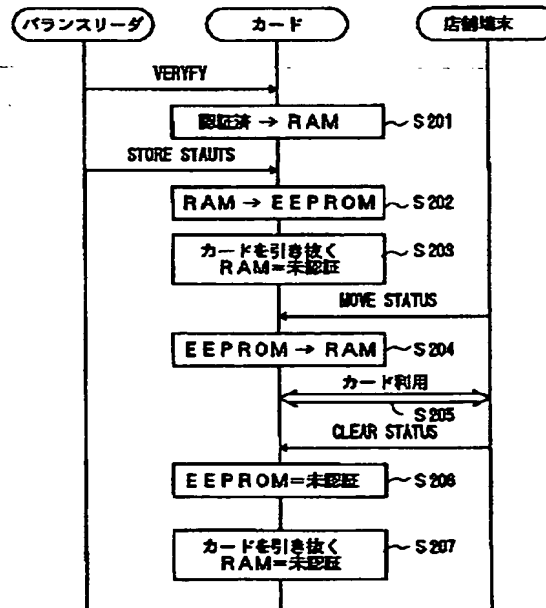 バランスリーダ
カード
店舗端末
VERYFY
認証済 → RAM
S201
STORE STAUTS
RAM → EEPROM
S202
カードを引き抜く
RAM=未認証
S203
MOVE STATUS
EEPROM → RAM
S204
カード利用
S205
CLEAR STATUS
EEPROM=未認証
S206
カードを引き抜く
RAM=未認証
S207